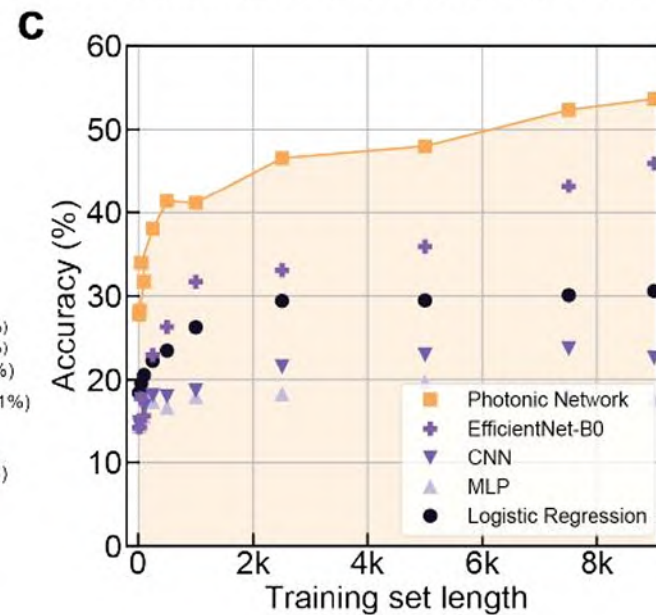 c
60
50
40
30
20
10
0
Accuracy (%)
%)
%)
%)
1%)
)
Photonic Network
EfficientNet-B0
CNN
MLP
Logistic Regression
0 2k 4k 6k 8k
Training set length